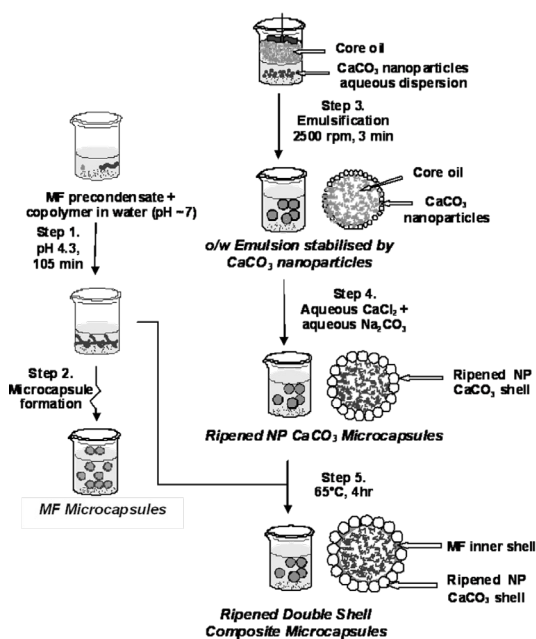 Core oil
CaCO₃ nanoparticles
aqueous dispersion
Step 3.
Emulsification
2500 rpm, 3 min
MF precondensate +
copolymer in water (pH ~7)
Step 1.
pH 4.3,
105 min
Core oil
CaCO₃
nanoparticles
o/w Emulsion stabilised by
CaCO₃ nanoparticles
Step 4.
Aqueous CaCl₂ +
aqueous Na₂CO₃
Step 2.
Microcapsule
formation
Ripened NP
CaCO₃ shell
Ripened NP CaCO₃ Microcapsules
MF Microcapsules
Step 5.
65°C, 4hr
MF inner shell
Ripened NP
CaCO₃ shell
Ripened Double Shell
Composite Microcapsules